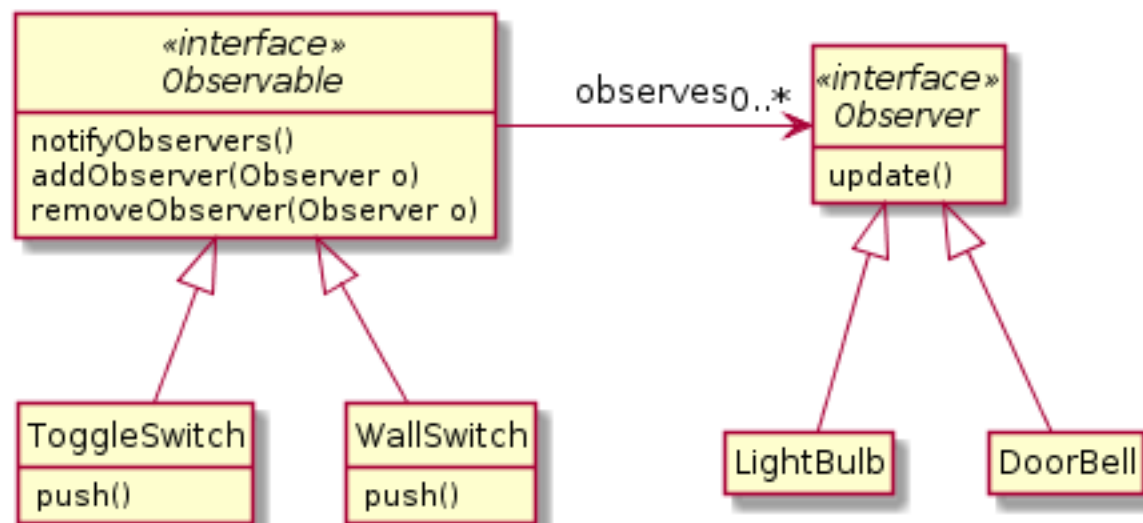 «interface»
Observable
notifyObservers()
addObserver(Observer o)
removeObserver(Observer o)
observes
0..*
«interface»
Observer
update()
ToggleSwitch
push()
WallSwitch
push()
LightBulb
DoorBell